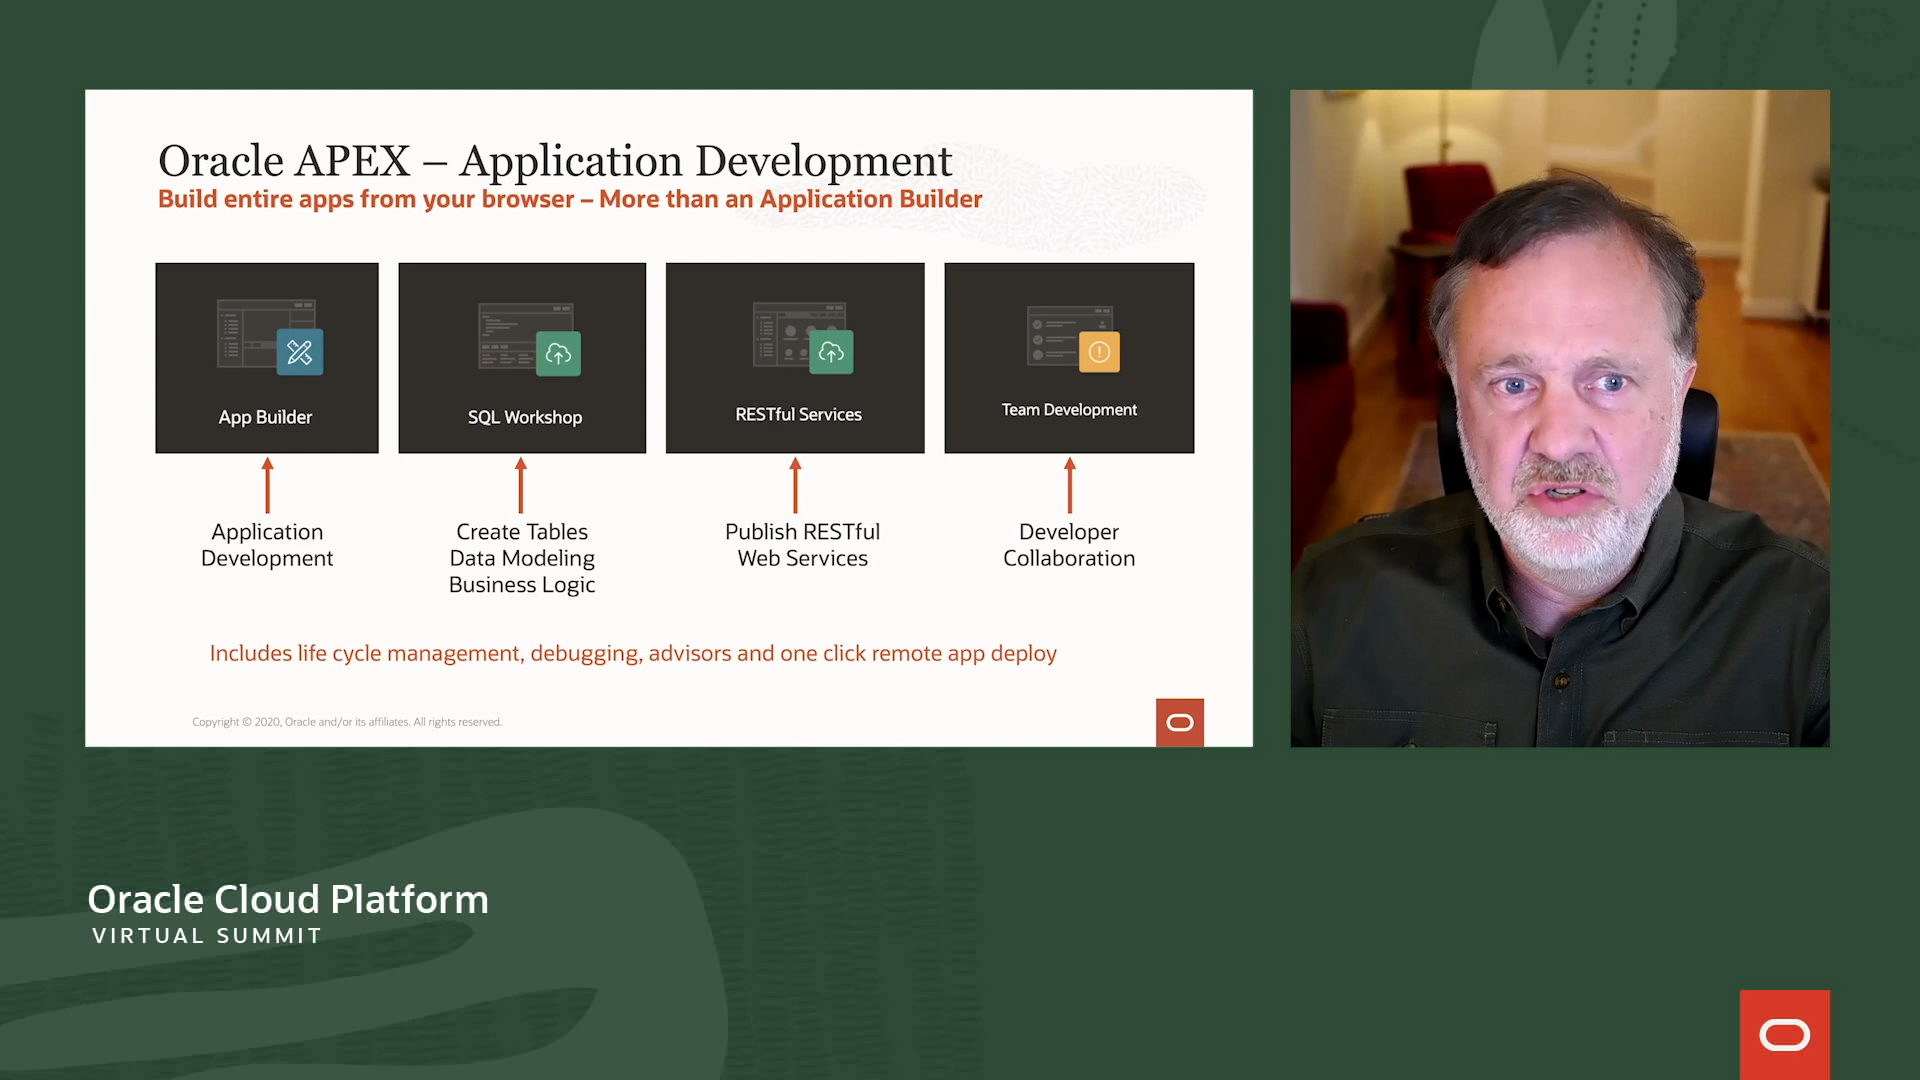 Oracle APEX – Application Development
Build entire apps from your browser – More than an Application Builder
App Builder
SQL Workshop
RESTful Services
Team Development
Application
Development
Create Tables
Data Modeling
Business Logic
Publish RESTful
Web Services
Developer
Collaboration
Includes life cycle management, debugging, advisors and one click remote app deploy
Copyright © 2020, Oracle and/or its affiliates. All rights reserved.
Oracle Cloud Platform
VIRTUAL SUMMIT